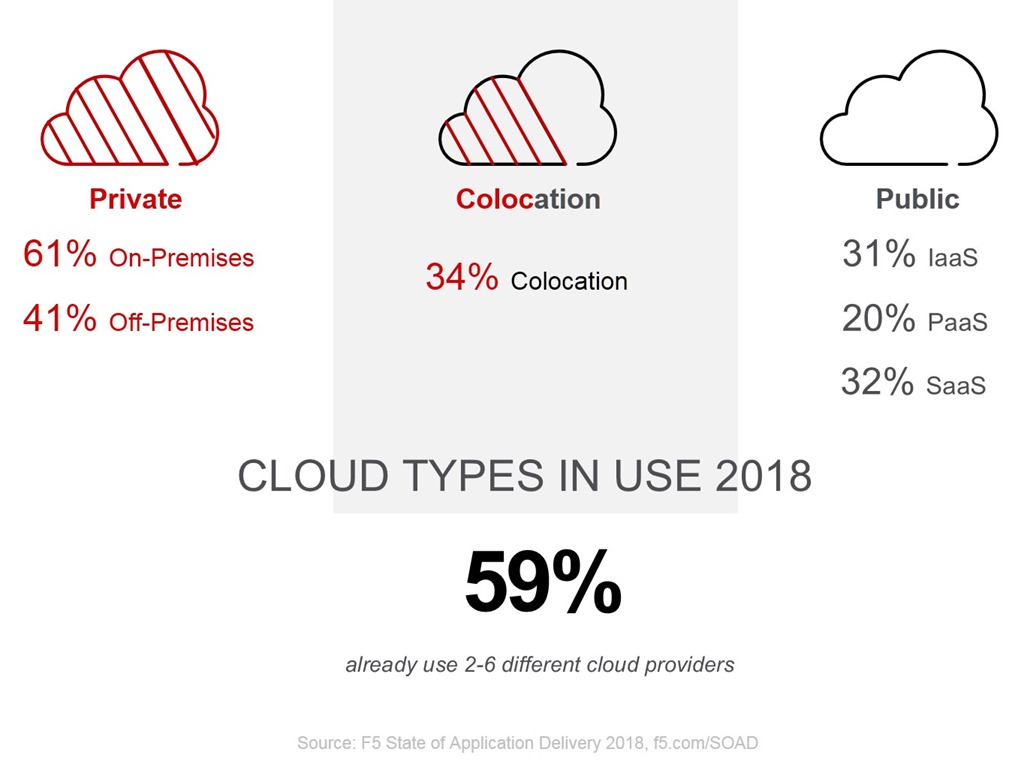 Private
61% On-Premises
41% Off-Premises
Colocation
34% Colocation
Public
31% IaaS
20% PaaS
32% SaaS
CLOUD TYPES IN USE 2018
59%
already use 2-6 different cloud providers
Source: F5 State of Application Delivery 2018, f5.com/SOAD